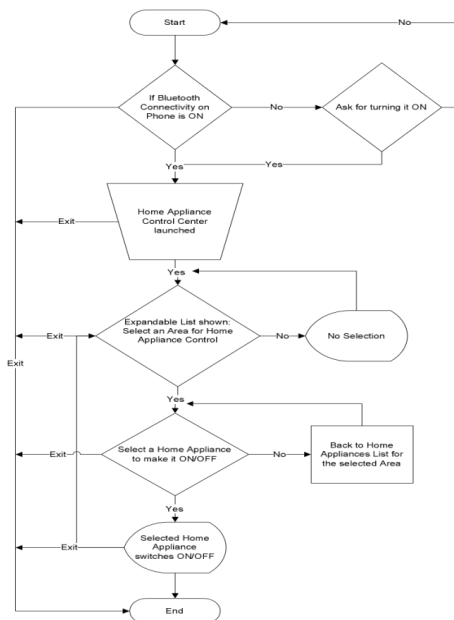 Start
No
If Bluetooth
Connectivity on
Phone is ON
No
Ask for turning it ON
Yes
Yes
Home Appliance
Control Center
launched
Exit
Yes
Expandable List shown:
Select an Area for Home
Appliance Control
Exit
No
No Selection
Exit
Yes
Select a Home Appliance
to make it ON/OFF
Exit
No
Back to Home
Appliances List for
the selected Area
Yes
Selected Home
Appliance
switches ON/OFF
Exit
End